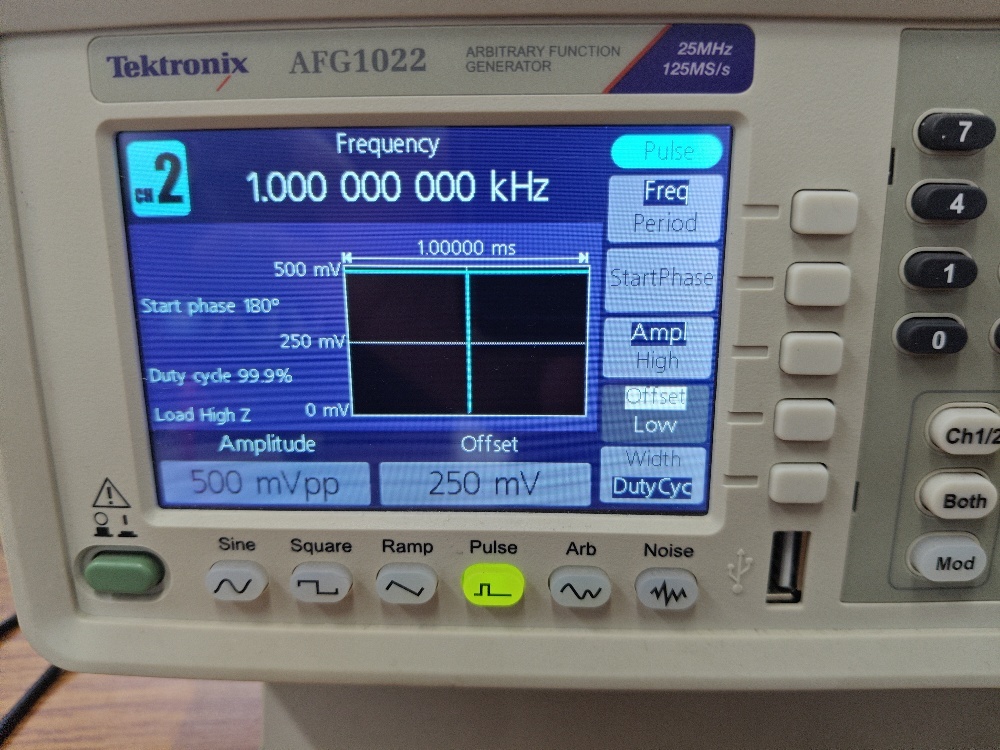 Tektronix AFG1022 ARBITRARY FUNCTION GENERATOR 25MHz 125MS/s
Frequency
CH 2 1.000 000 000 kHz
Pulse
Freq
Period
StartPhase
Ampl
High
Offset
Low
Width
DutyCyc
1.00000 ms
500 mV
Start phase 180°
250 mV
Duty cycle 99.9%
Load High Z 0 mV
Amplitude Offset
500 mVpp 250 mV
Sine Square Ramp Pulse Arb Noise
7
4
1
0
Ch1/2
Both
Mod